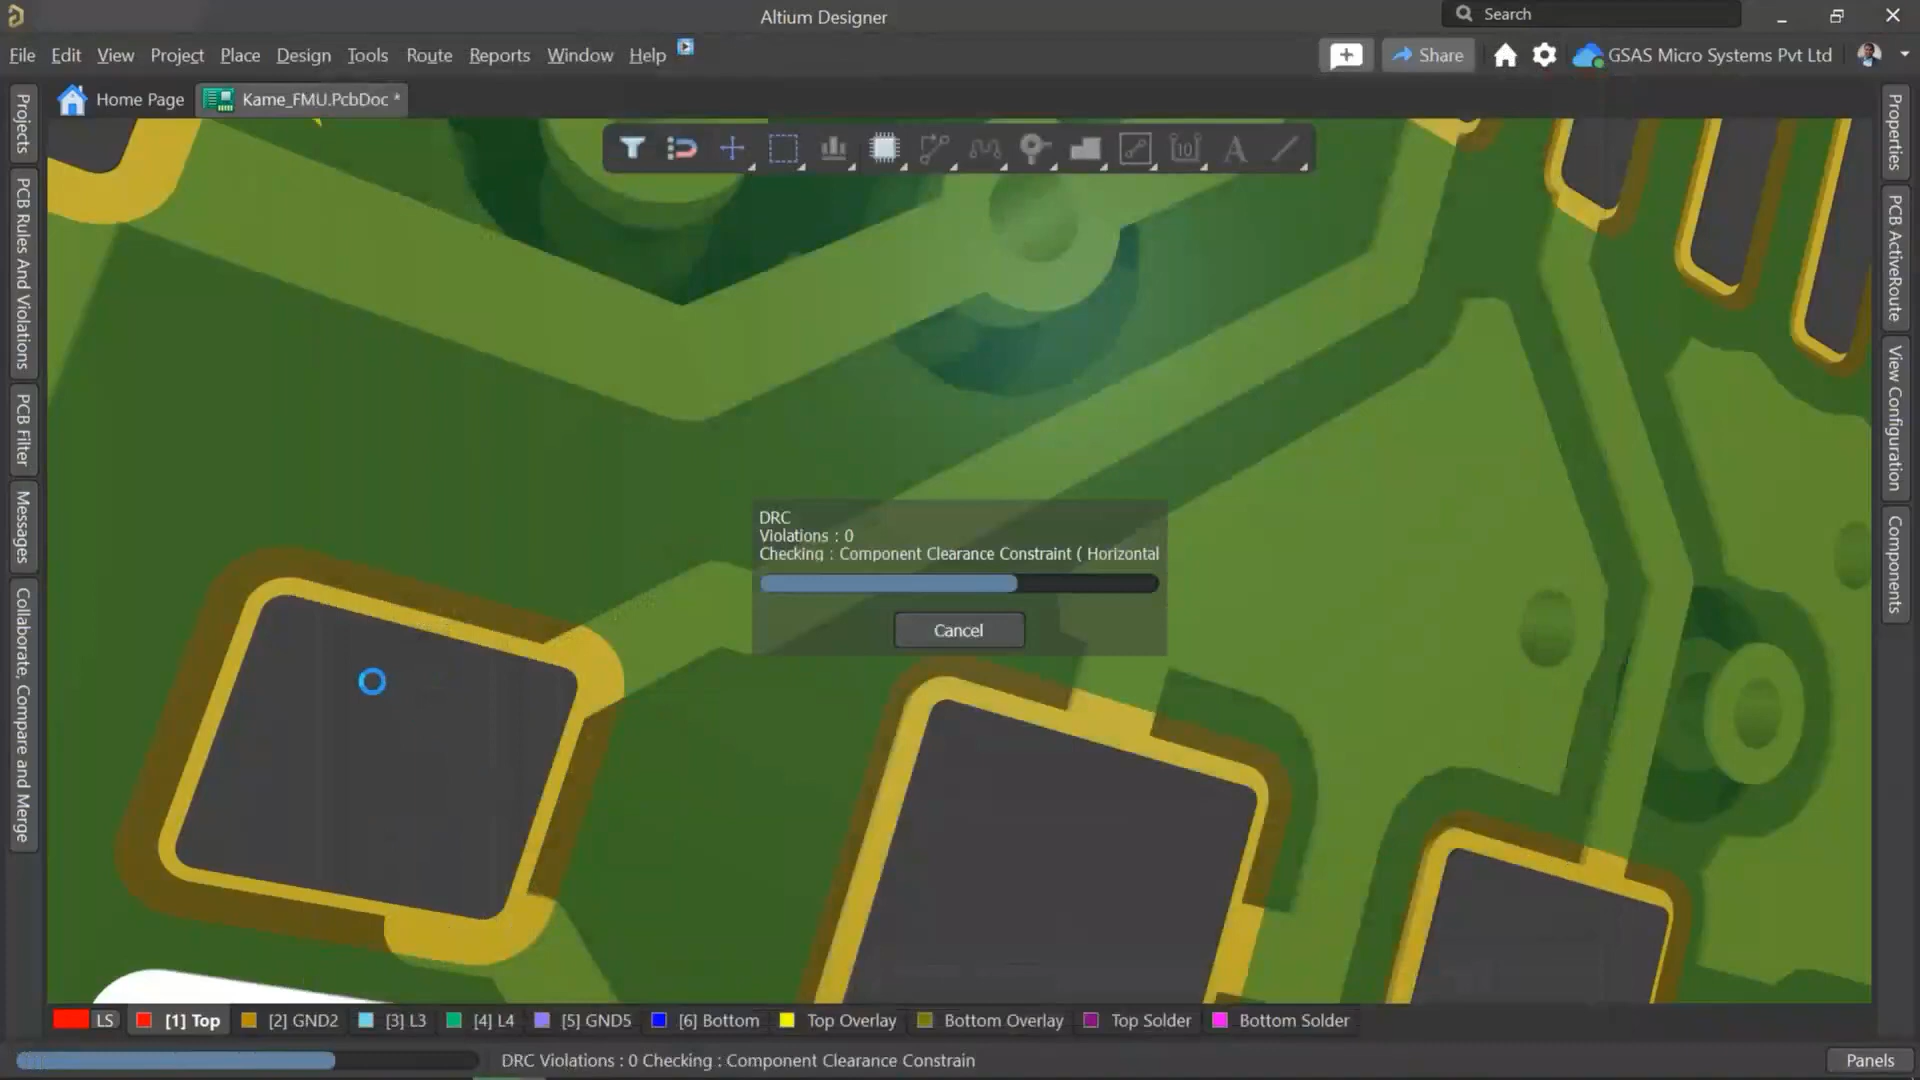 Altium Designer
Search
File Edit View Project Place Design Tools Route Reports Window Help
Share
GSAS Micro Systems Pvt Ltd
Home Page
Kame_FMU.PcbDoc *
Projects
PCB Rules And Violations
PCB Filter
Messages
Collaborate, Compare and Merge
10
A
DRC
Violations : 0
Checking : Component Clearance Constraint ( Horizontal
Cancel
Properties
PCB ActiveRoute
View Configuration
Components
LS [1] Top [2] GND2 [3] L3 [4] L4 [5] GND5 [6] Bottom Top Overlay Bottom Overlay Top Solder Bottom Solder
DRC Violations : 0 Checking : Component Clearance Constrain
Panels